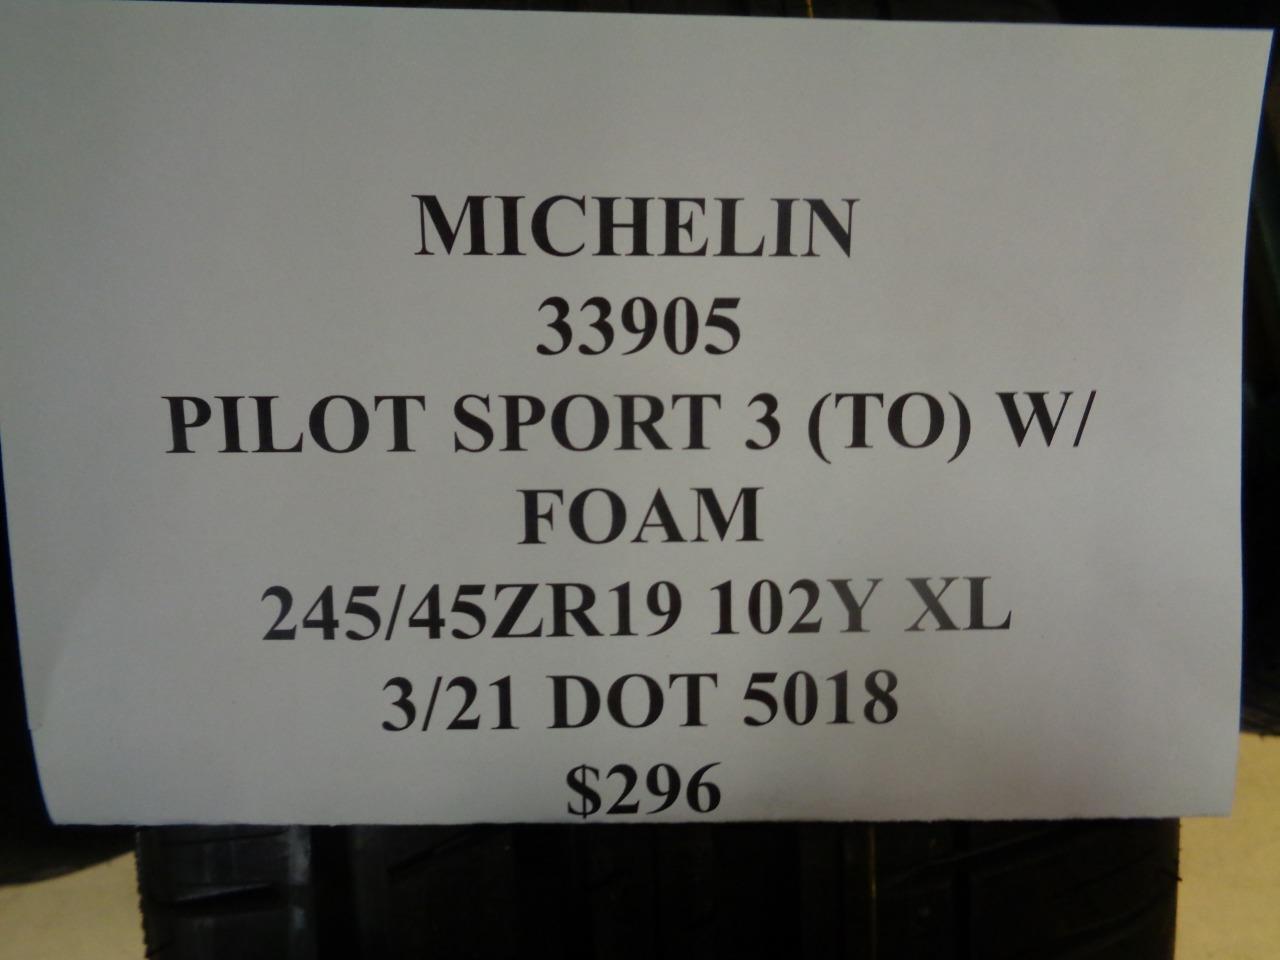 MICHELIN
33905
PILOT SPORT 3 (TO) W/
FOAM
245/45ZR19 102Y XL
3/21 DOT 5018
$296